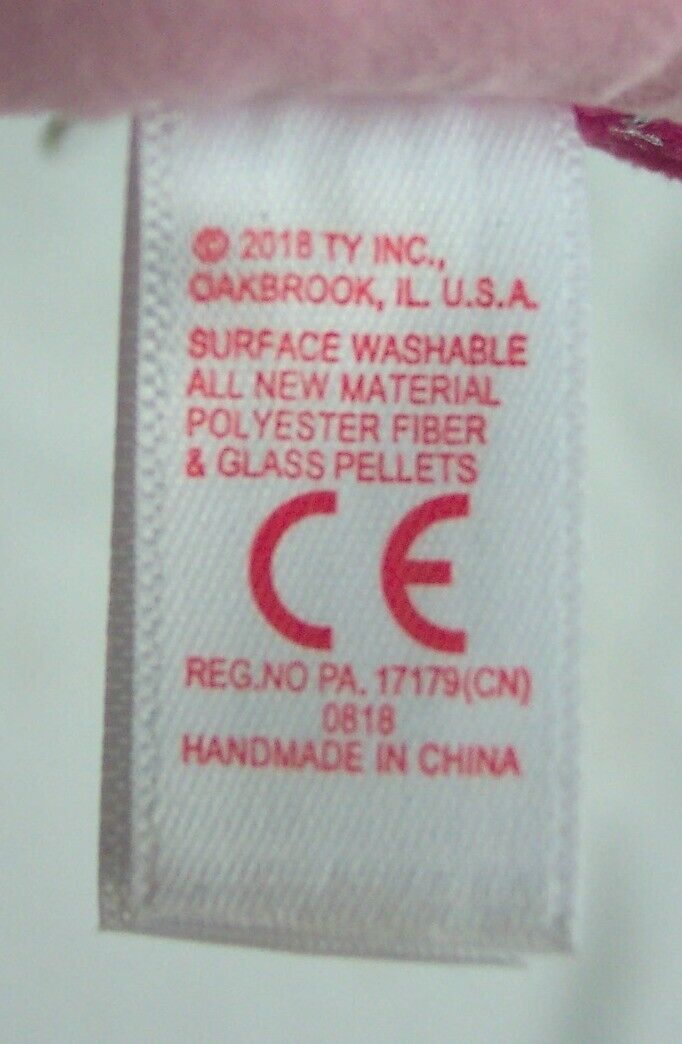 © 2018 TY INC.,
OAKBROOK, IL. U.S.A.
SURFACE WASHABLE
ALL NEW MATERIAL
POLYESTER FIBER
& GLASS PELLETS
CE
REG.NO PA. 17179(CN)
0818
HANDMADE IN CHINA